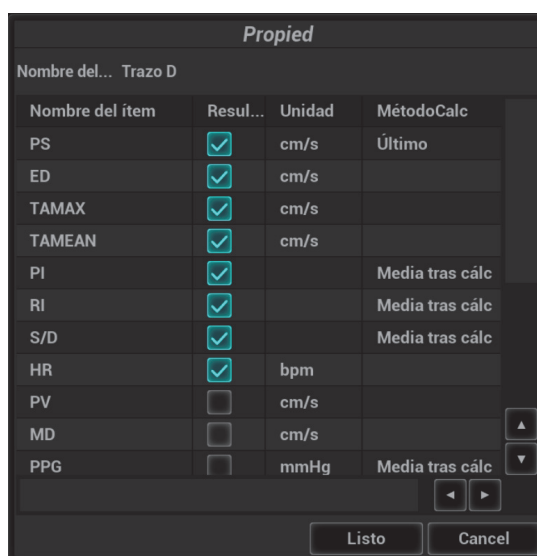 Propied
Nombre del... Trazo D
Nombre del ítem Resul... Unidad MétodoCalc
PS cm/s Último
ED cm/s
TAMAX cm/s
TAMEAN cm/s
PI Media tras cálc
RI Media tras cálc
S/D Media tras cálc
HR bpm
PV cm/s
MD cm/s
PPG mmHg Media tras cálc
Listo Cancel